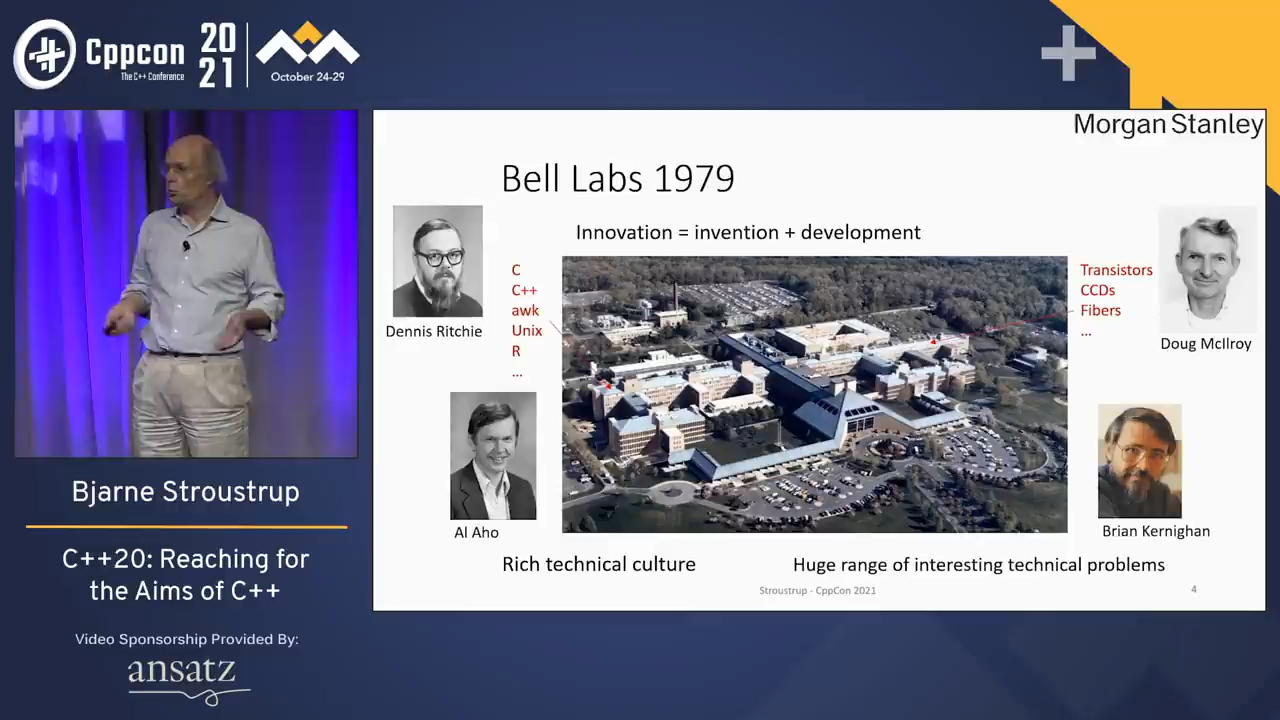 Cppcon
The C++ Conference
20
21
October 24-29
Morgan Stanley
Bell Labs 1979
Innovation = invention + development
C
C++
awk
Unix
R
...
Transistors
CCDs
Fibers
...
Dennis Ritchie
Doug McIlroy
Al Aho
Brian Kernighan
Rich technical culture
Huge range of interesting technical problems
Stroustrup - CppCon 2021
4
Bjarne Stroustrup
C++20: Reaching for
the Aims of C++
Video Sponsorship Provided By:
ansatz